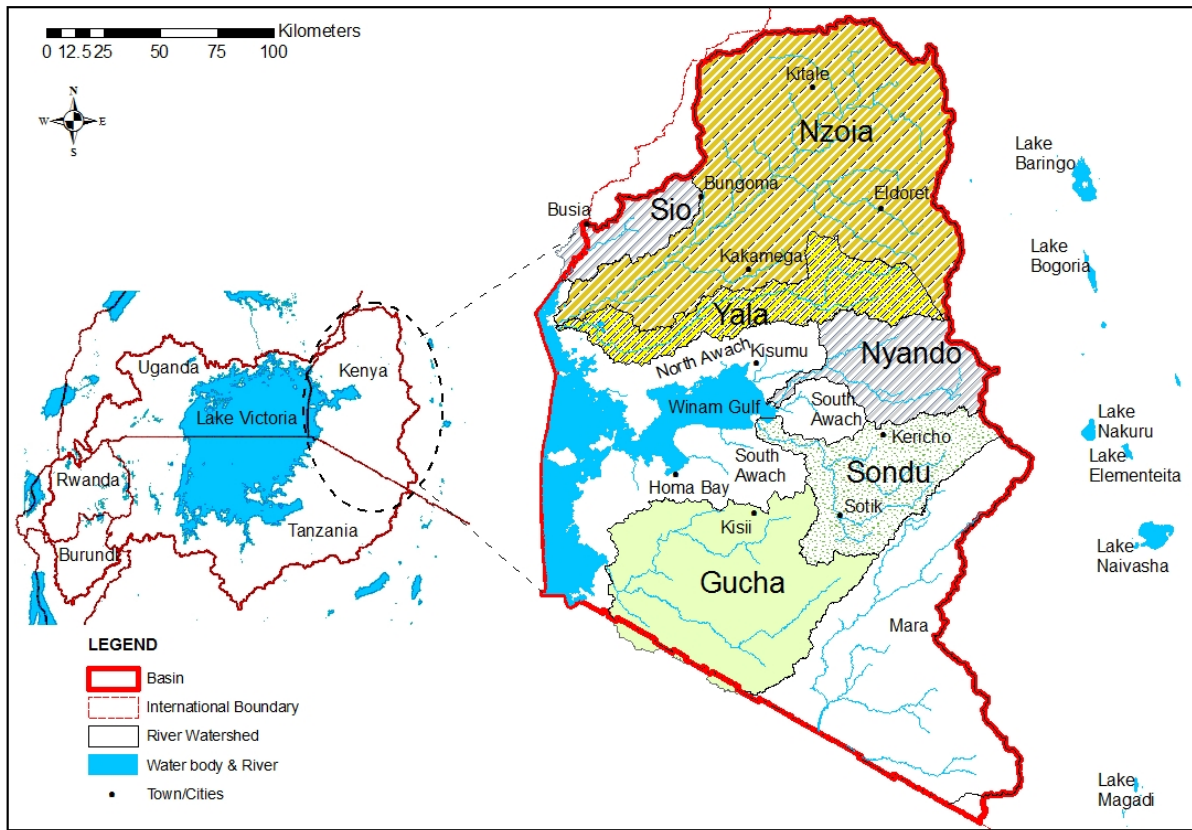 Kilometers
0 12.5 25 50 75 100
N
W E
S
Kitale
Nzoia
Lake
Baringo
Bungoma
Eldoret
Sio
Busia
Lake
Bogoria
Kakamega
Yala
Nyando
North Awach
Kisumu
Uganda
Kenya
Lake Victoria
Winam Gulf
South
Awach
Lake
Nakuru
Kericho
Lake
Elementeita
South
Awach
Sondu
Rwanda
Homa Bay
Sotik
Kisii
Tanzania
Burundi
Lake
Naivasha
Gucha
Mara
LEGEND
Basin
International Boundary
River Watershed
Water body & River
Town/Cities
Lake
Magadi